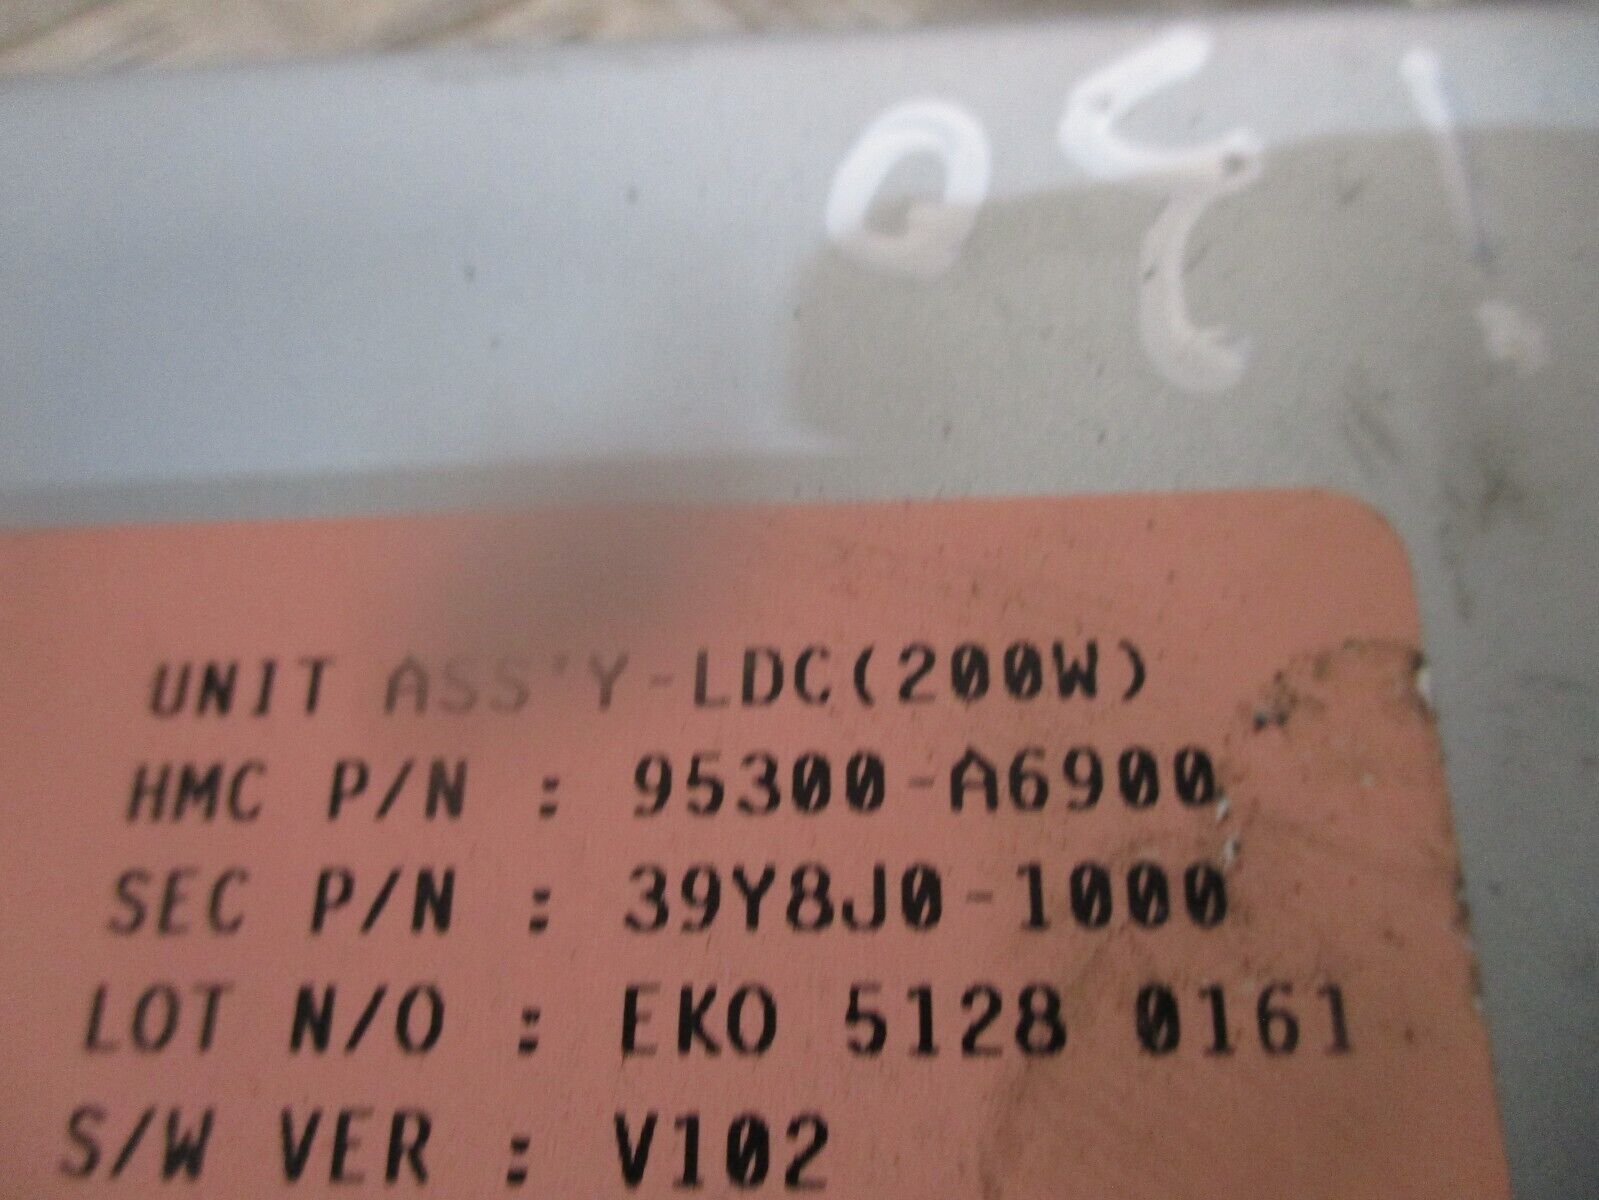 UNIT ASS'Y-LDC(200W)
HMC P/N : 95300-A6900
SEC P/N : 39Y8J0-1000
LOT N/O : EKO 5128 0161
S/W VER : V102